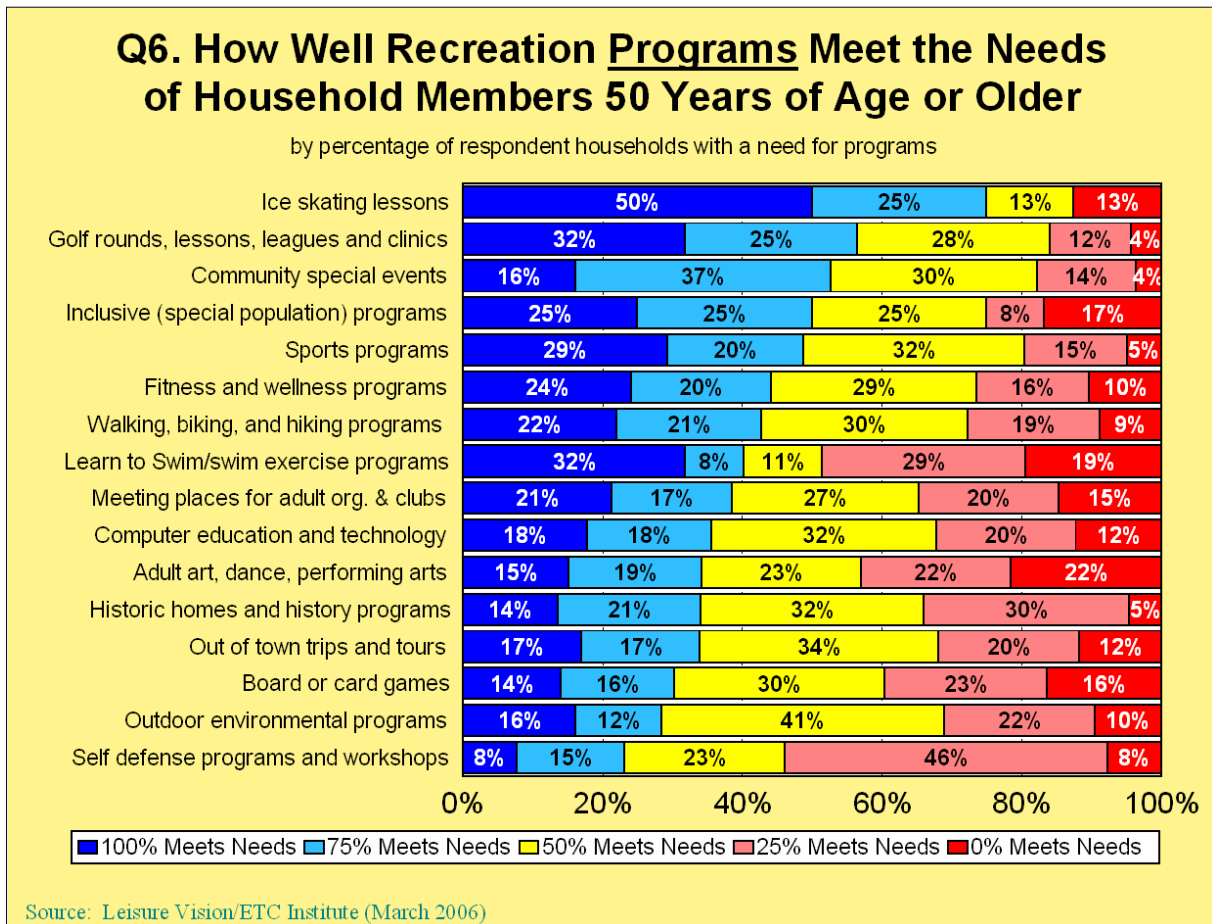 Q6. How Well Recreation Programs Meet the Needs
of Household Members 50 Years of Age or Older
by percentage of respondent households with a need for programs
Ice skating lessons 50% 25% 13% 13%
Golf rounds, lessons, leagues and clinics 32% 25% 28% 12% 4%
Community special events 16% 37% 30% 14% 4%
Inclusive (special population) programs 25% 25% 25% 8% 17%
Sports programs 29% 20% 32% 15% 5%
Fitness and wellness programs 24% 20% 29% 16% 10%
Walking, biking, and hiking programs 22% 21% 30% 19% 9%
Learn to Swim/swim exercise programs 32% 8% 11% 29% 19%
Meeting places for adult org. & clubs 21% 17% 27% 20% 15%
Computer education and technology 18% 18% 32% 20% 12%
Adult art, dance, performing arts 15% 19% 23% 22% 22%
Historic homes and history programs 14% 21% 32% 30% 5%
Out of town trips and tours 17% 17% 34% 20% 12%
Board or card games 14% 16% 30% 23% 16%
Outdoor environmental programs 16% 12% 41% 22% 10%
Self defense programs and workshops 8% 15% 23% 46% 8%
0% 20% 40% 60% 80% 100%
100% Meets Needs 75% Meets Needs 50% Meets Needs 25% Meets Needs 0% Meets Needs
Source: Leisure Vision/ETC Institute (March 2006)